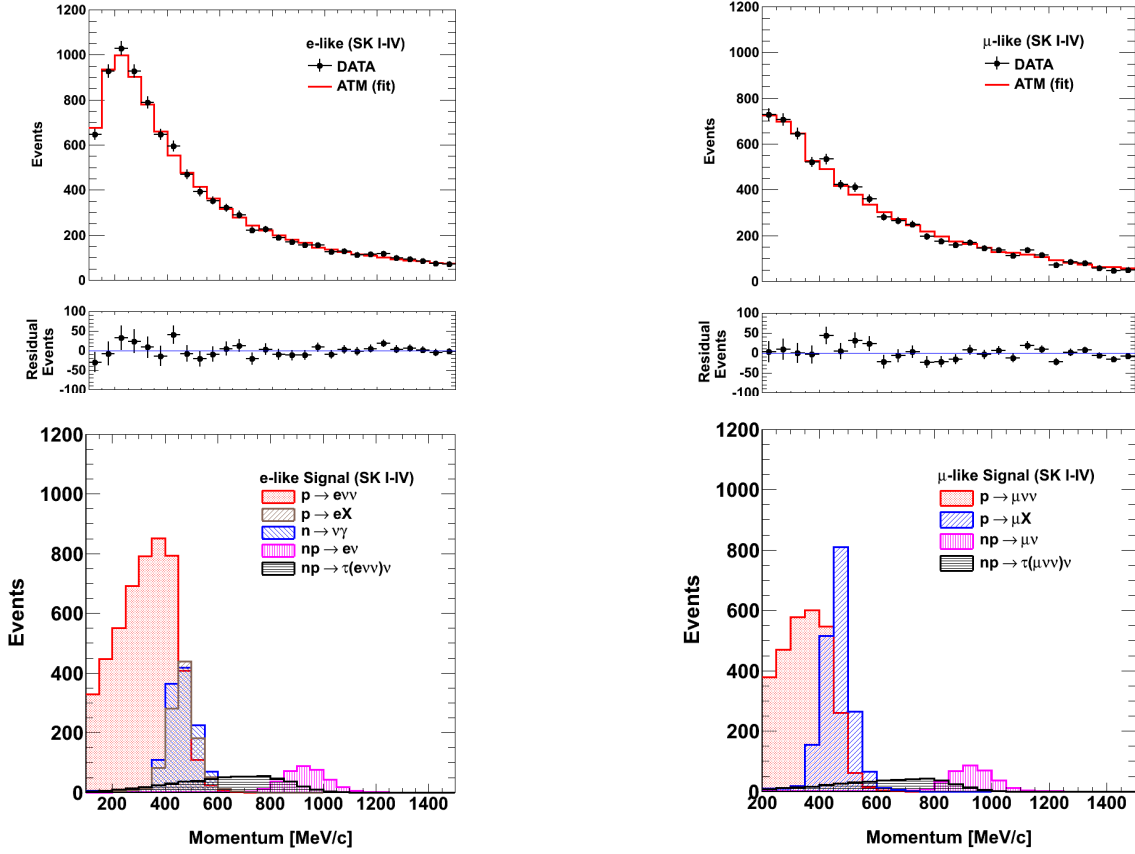 1200
1000
800
600
400
200
0
Events
e-like (SK I-IV)
DATA
ATM (fit)
100
50
0
-50
-100
Residual
Events
1200
1000
800
600
400
200
0
Events
e-like Signal (SK I-IV)
p → eνν
p → eX
n → νγ
np → eν
np → τ(eνν)ν
200 400 600 800 1000 1200 1400
Momentum [MeV/c]
1200
1000
800
600
400
200
0
Events
μ-like (SK I-IV)
DATA
ATM (fit)
100
50
0
-50
-100
Residual
Events
1200
1000
800
600
400
200
0
Events
μ-like Signal (SK I-IV)
p → μνν
p → μX
np → μν
np → τ(μνν)ν
200 400 600 800 1000 1200 1400
Momentum [MeV/c]